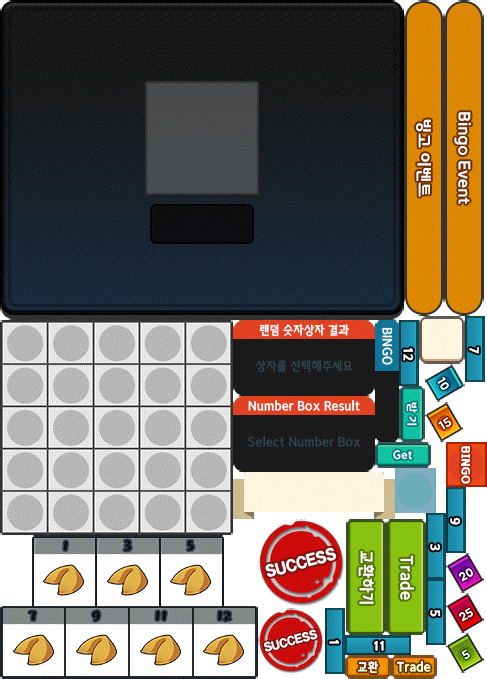 빙고 이벤트
Bingo Event
랜덤 숫자상자 결과
상자를 선택해주세요
Number Box Result
Select Number Box
BINGO
12
7
10
받기
15
Get
BINGO
9
1
3
5
SUCCESS
교환하기
Trade
3
20
7
9
11
12
SUCCESS
1
11
5
25
5
교환
Trade